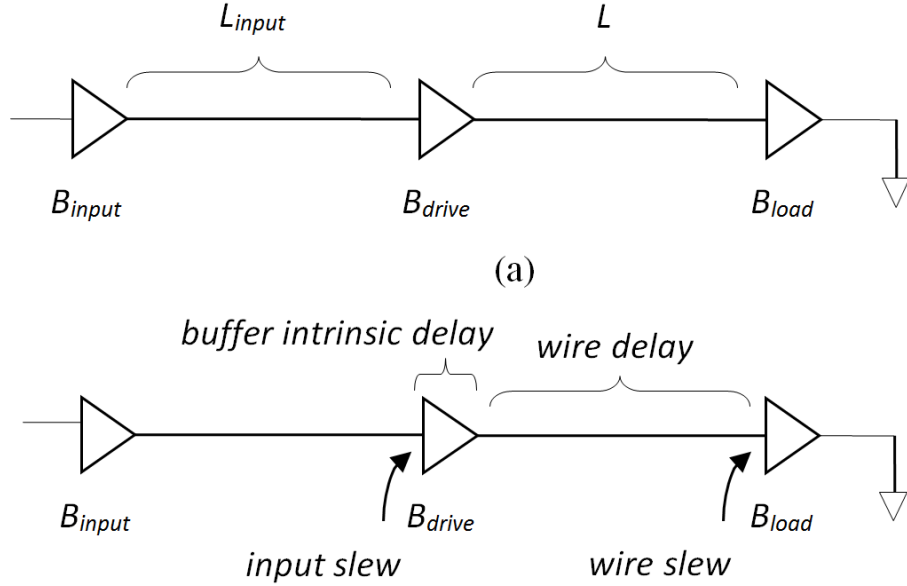 L_input L
B_input B_drive B_load
(a)
buffer intrinsic delay wire delay
B_input B_drive B_load
input slew wire slew